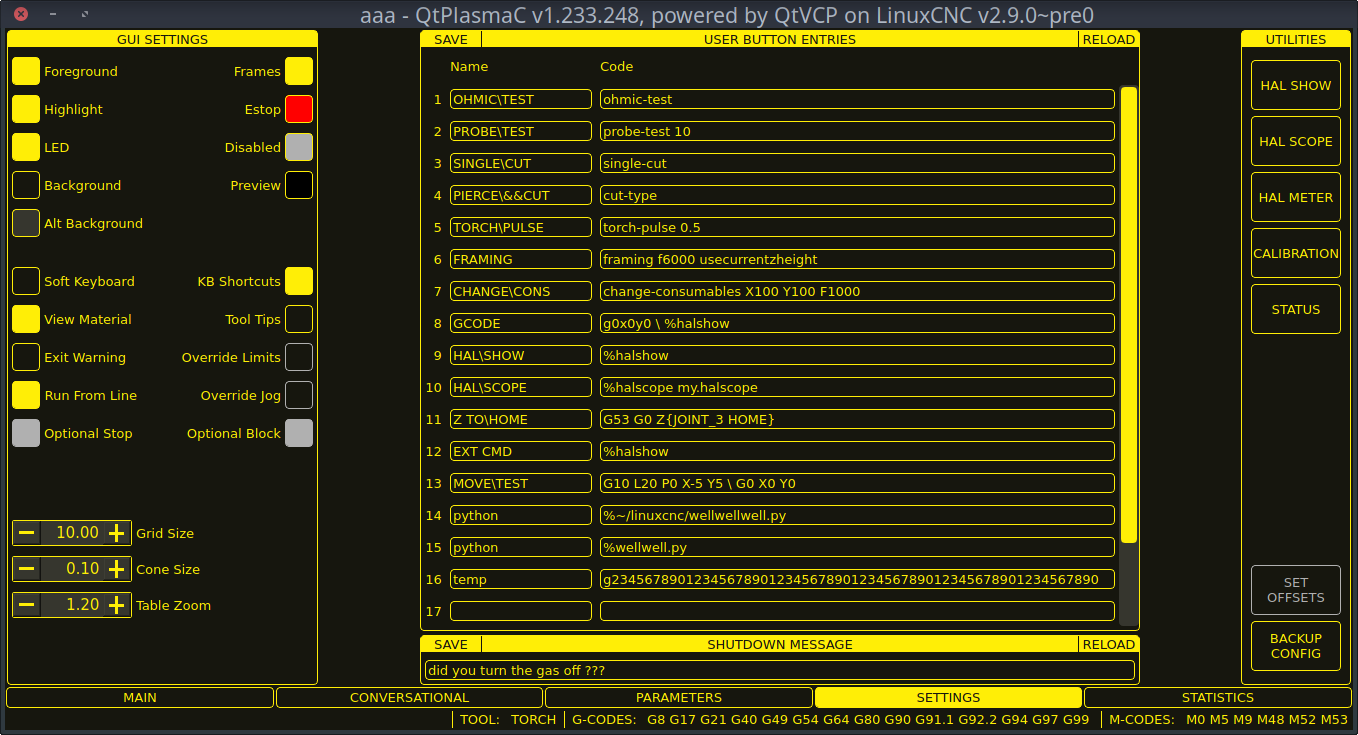 aaa - QtPlasmaC v1.233.248, powered by QtVCP on LinuxCNC v2.9.0~pre0
GUI SETTINGS
Foreground Frames
Highlight Estop
LED Disabled
Background Preview
Alt Background
Soft Keyboard KB Shortcuts
View Material Tool Tips
Exit Warning Override Limits
Run From Line Override Jog
Optional Stop Optional Block
10.00 Grid Size
0.10 Cone Size
1.20 Table Zoom
SAVE USER BUTTON ENTRIES RELOAD
Name Code
1 OHMIC\TEST ohmic-test
2 PROBE\TEST probe-test 10
3 SINGLE\CUT single-cut
4 PIERCE\&&CUT cut-type
5 TORCH\PULSE torch-pulse 0.5
6 FRAMING framing f6000 usecurrentzheight
7 CHANGE\CONS change-consumables X100 Y100 F1000
8 GCODE g0x0y0 \ %halshow
9 HAL\SHOW %halshow
10 HAL\SCOPE %halscope my.halscope
11 Z TO\HOME G53 G0 Z{JOINT_3 HOME}
12 EXT CMD %halshow
13 MOVE\TEST G10 L20 P0 X-5 Y5 \ G0 X0 Y0
14 python %~/linuxcnc/wellwellwell.py
15 python %wellwell.py
16 temp g23456789012345678901234567890123456789012345678901234567890
17
SAVE SHUTDOWN MESSAGE RELOAD
did you turn the gas off ???
UTILITIES
HAL SHOW
HAL SCOPE
HAL METER
CALIBRATION
STATUS
SET
OFFSETS
BACKUP
CONFIG
MAIN CONVERSATIONAL PARAMETERS SETTINGS STATISTICS
TOOL: TORCH G-CODES: G8 G17 G21 G40 G49 G54 G64 G80 G90 G91.1 G92.2 G94 G97 G99 M-CODES: M0 M5 M9 M48 M52 M53